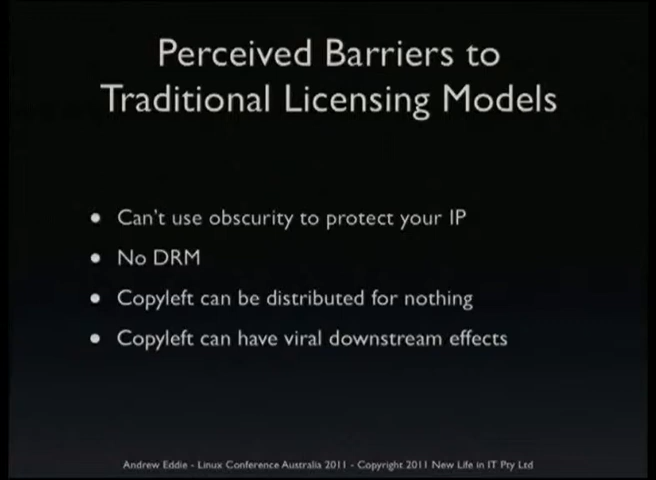 Perceived Barriers to
Traditional Licensing Models
Can't use obscurity to protect your IP
No DRM
Copyleft can be distributed for nothing
Copyleft can have viral downstream effects
Andrew Eddie - Linux Conference Australia 2011 - Copyright 2011 New Life in IT Pty Ltd